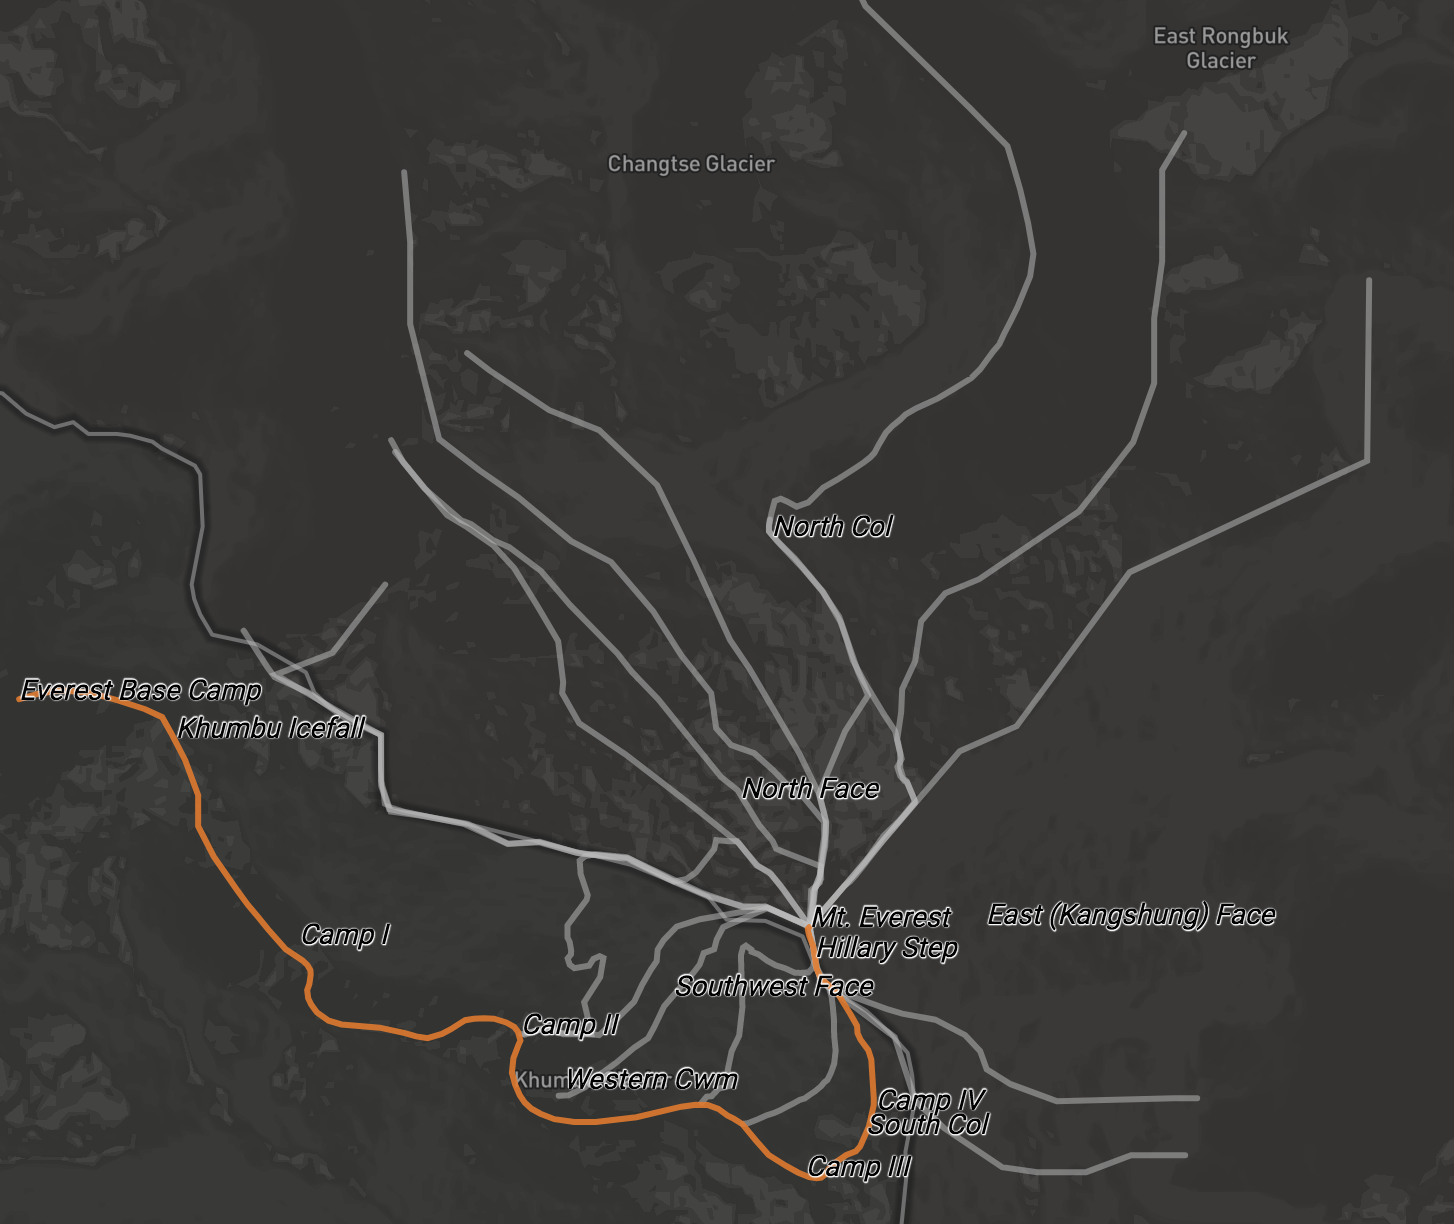 East Rongbuk
Glacier
Changtse Glacier
North Col
Everest Base Camp
Khumbu Icefall
North Face
Mt. Everest
East (Kangshung) Face
Camp I
Hillary Step
Southwest Face
Camp II
Khum
Western Cwm
Camp IV
South Col
Camp III